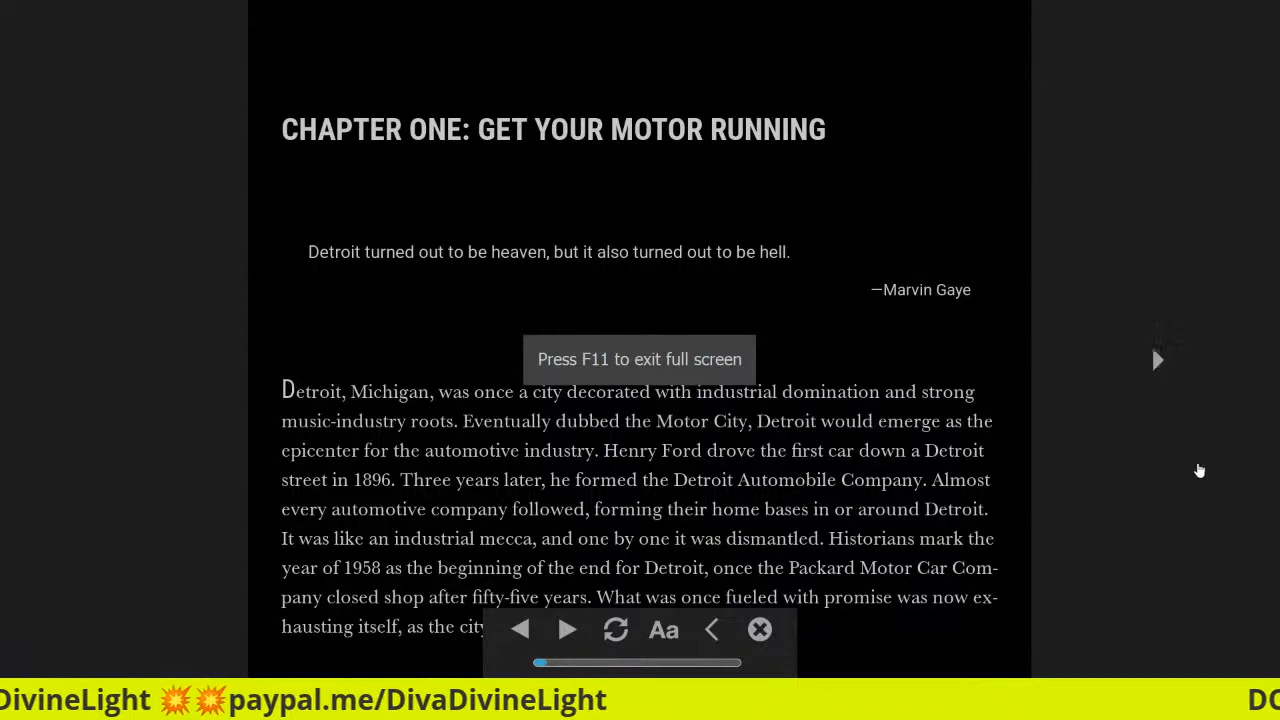 CHAPTER ONE: GET YOUR MOTOR RUNNING
Detroit turned out to be heaven, but it also turned out to be hell.
—Marvin Gaye
Press F11 to exit full screen
Detroit, Michigan, was once a city decorated with industrial domination and strong
music-industry roots. Eventually dubbed the Motor City, Detroit would emerge as the
epicenter for the automotive industry. Henry Ford drove the first car down a Detroit
street in 1896. Three years later, he formed the Detroit Automobile Company. Almost
every automotive company followed, forming their home bases in or around Detroit.
It was like an industrial mecca, and one by one it was dismantled. Historians mark the
year of 1958 as the beginning of the end for Detroit, once the Packard Motor Car Com-
pany closed shop after fifty-five years. What was once fueled with promise was now ex-
hausting itself, as the city
Aa
DivineLight 💥💥paypal.me/DivaDivineLight